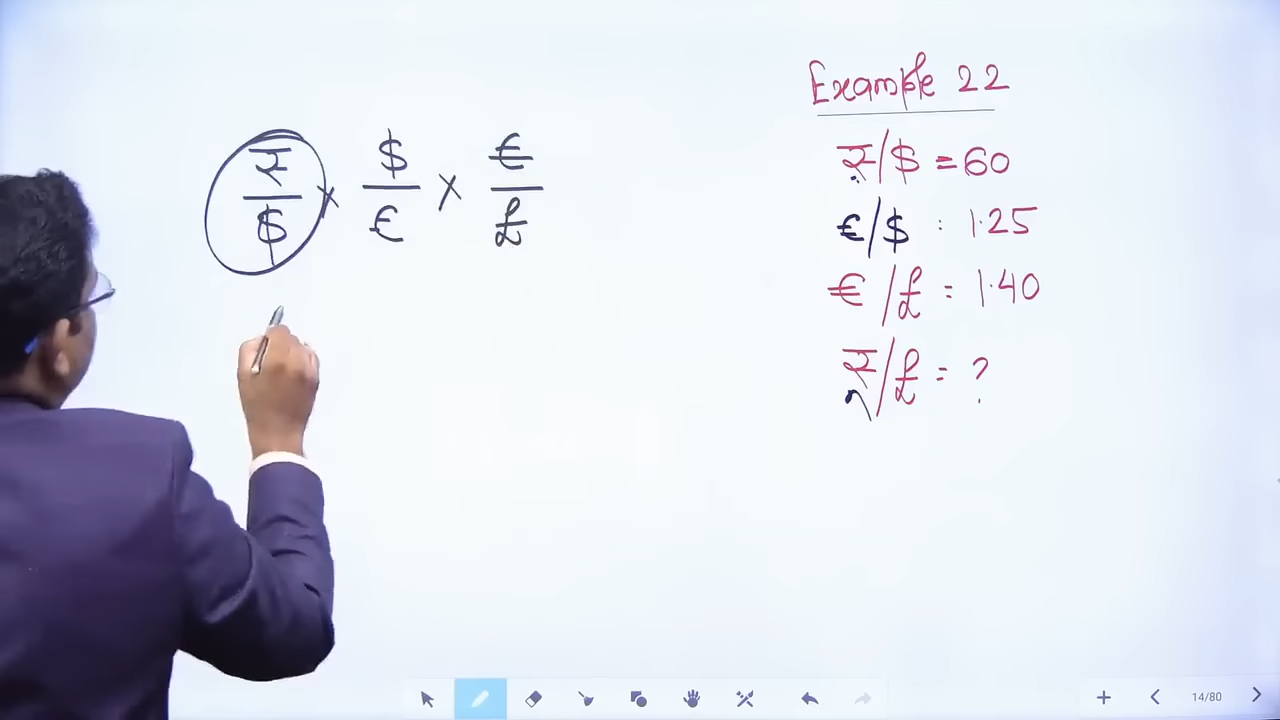 ₹/$ × $/€ × €/£
Example 22
₹/$ = 60
€/$ : 1.25
€/£ = 1.40
₹/£ = ?
14/80